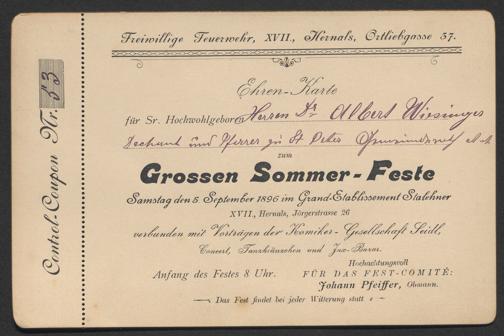 Freiwillige Feuerwehr, XVII., Hernals, Ortliebgasse 37.
Control-Coupon Nr. 53
Ehren-Karte
für Sr. Hochwohlgeboren Herrn Dr Albert Wiesinger
Dechant und Pfarrer zu St Peter Gemeinderath
zum
Grossen Sommer-Feste
Samstag den 5. September 1896 im Grand-Etablissement Stalehner
XVII., Hernals, Jörgerstrasse 26
verbunden mit Vorträgen der Komiker-Gesellschaft Seidl,
Concert, Tanzkränzchen und Jux-Bazar.
Hochachtungsvoll
Anfang des Festes 8 Uhr. FÜR DAS FEST-COMITÉ:
Johann Pfeiffer, Obmann.
Das Fest findet bei jeder Witterung statt